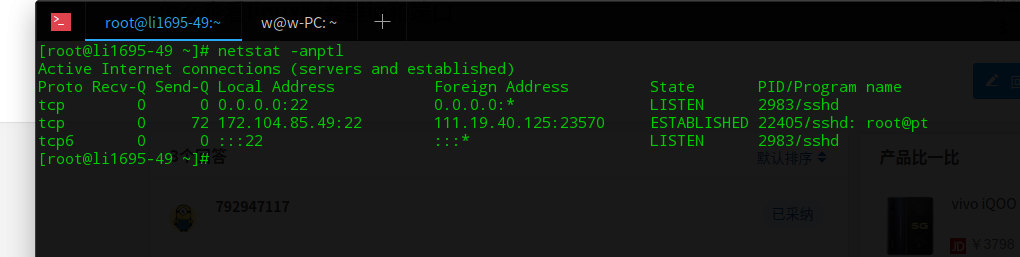 root@li1695-49:~
w@w-PC: ~
[root@li1695-49 ~]# netstat -anptl
Active Internet connections (servers and established)
Proto Recv-Q Send-Q Local Address Foreign Address State PID/Program name
tcp 0 0 0.0.0.0:22 0.0.0.0:* LISTEN 2983/sshd
tcp 0 72 172.104.85.49:22 111.19.40.125:23570 ESTABLISHED 22405/sshd: root@pt
tcp6 0 0 :::22 :::* LISTEN 2983/sshd
[root@li1695-49 ~]#
默认排序
产品比一比
792947117
已采纳
vivo iQOO
5G
JD ¥3798